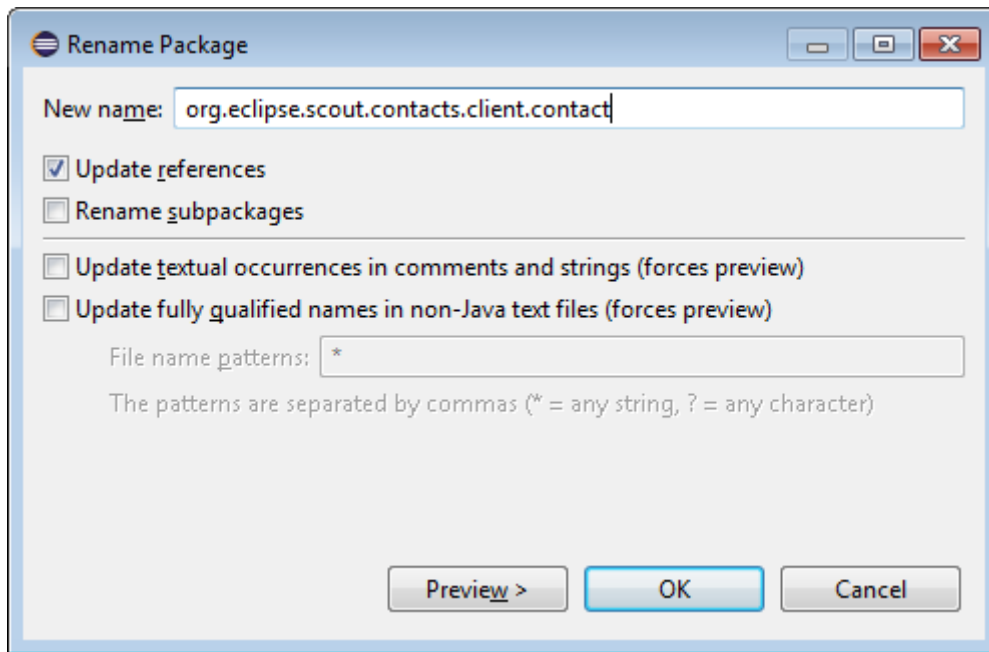 Rename Package
New name: org.eclipse.scout.contacts.client.contact
Update references
Rename subpackages
Update textual occurrences in comments and strings (forces preview)
Update fully qualified names in non-Java text files (forces preview)
File name patterns: *
The patterns are separated by commas (* = any string, ? = any character)
Preview > OK Cancel